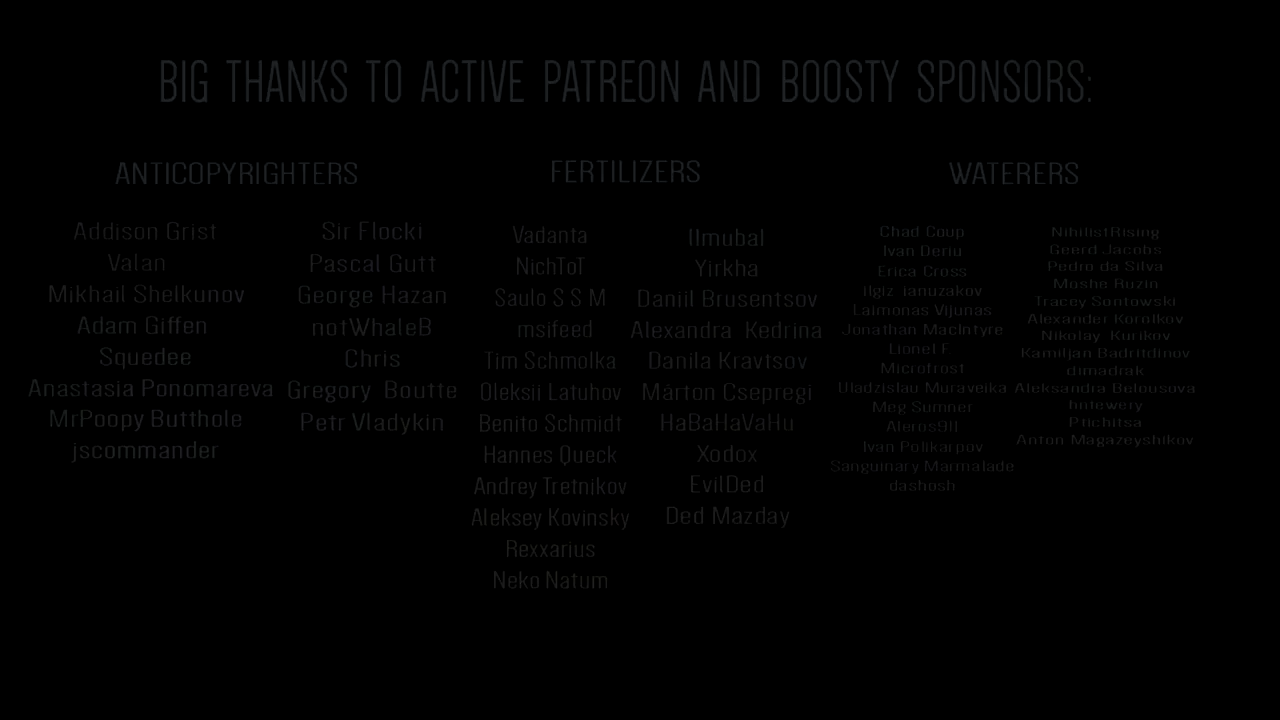 BIG THANKS TO ACTIVE PATREON AND BOOSTY SPONSORS:
ANTICOPYRIGHTERS
Addison Grist
Valan
Mikhail Shelkunov
Adam Giffen
Squedee
Anastasia Ponomareva
MrPoopy Butthole
jscommander
Sir Flocki
Pascal Gutt
George Hazan
notWhaleB
Chris
Gregory Boutte
Petr Vladykin
FERTILIZERS
Vadanta
NichToT
Saulo S S M
msifeed
Tim Schmolka
Oleksii Latuhov
Benito Schmidt
Hannes Queck
Andrey Tretnikov
Aleksey Kovinsky
Rexxarius
Neko Natum
Ilmubal
Yirkha
Daniil Brusentsov
Alexandra Kedrina
Danila Kravtsov
Márton Csepregi
HaBaHaVaHu
Xodox
EvilDed
Ded Mazday
WATERERS
Chad Coup
Ivan Deriu
Erica Cross
ilgiz ianuzakov
Laimonas Vijunas
Jonathan MacIntyre
Lionel F
Microfrost
Uladzislau Muraveika
Meg Sumner
Aleros911
Ivan Polikarpov
Sanguinary Marmalade
dashosh
NihilistRising
Geerd Jacobs
Pedro da Silva
Moshe Ruzin
Tracey Santowski
Alexander Korolkov
Nikolay Kurikov
Kamiljan Badritdinov
dimadrak
Aleksandra Belousova
Ptichitsa
Anton Magazeyshikov